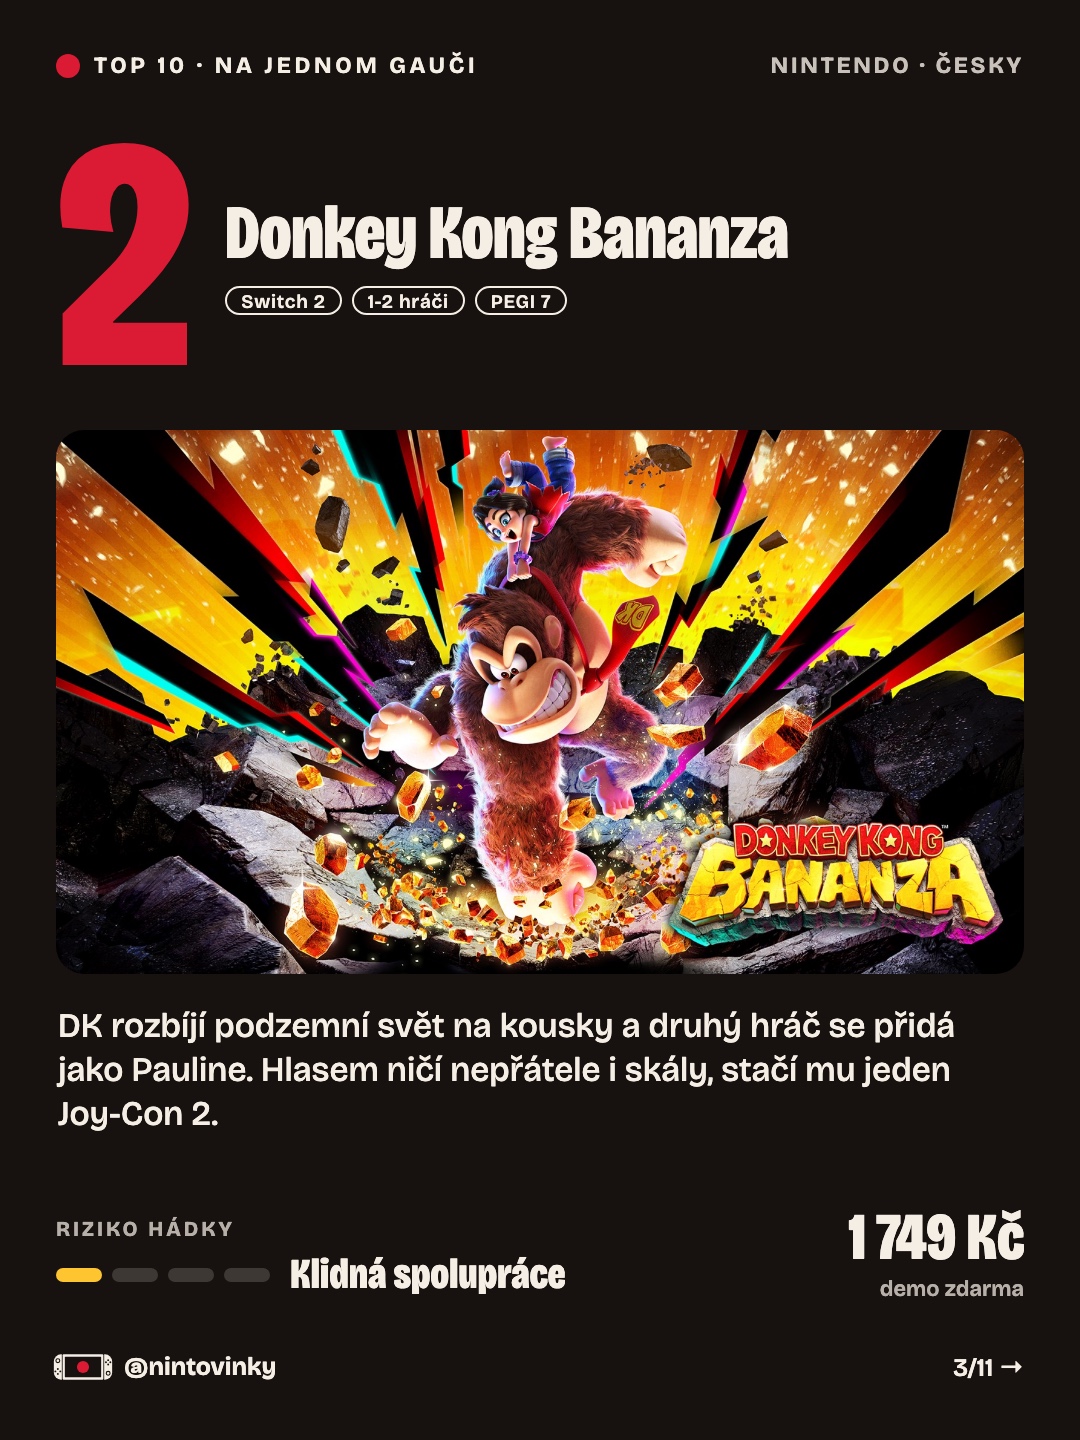 TOP 10 · NA JEDNOM GAUČI
NINTENDO · ČESKY
2
Donkey Kong Bananza
Switch 2
1-2 hráči
PEGI 7
DK
DONKEY KONG™
BANANZA
DK rozbíjí podzemní svět na kousky a druhý hráč se přidá
jako Pauline. Hlasem ničí nepřátele i skály, stačí mu jeden
Joy-Con 2.
RIZIKO HÁDKY
Klidná spolupráce
1 749 Kč
demo zdarma
@nintovinky
3/11 →